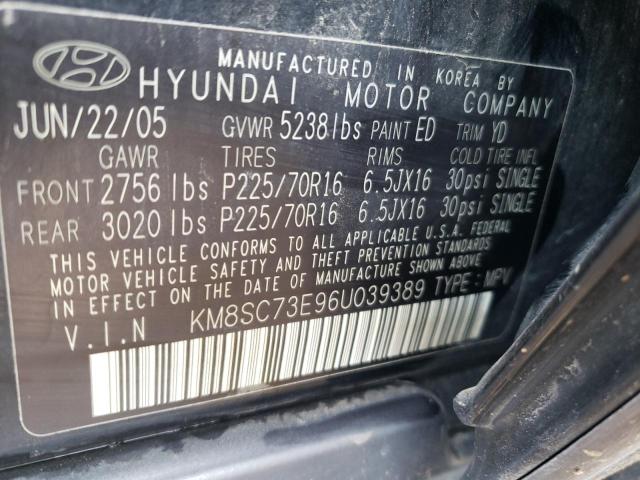 MANUFACTURED IN KOREA BY
HYUNDAI MOTOR COMPANY
JUN/22/05 GVWR 5238lbs PAINT ED TRIM YD
GAWR TIRES RIMS COLD TIRE INFL
FRONT 2756 lbs P225/70R16 6.5JX16 30psi SINGLE
REAR 3020 lbs P225/70R16 6.5JX16 30psi SINGLE
THIS VEHICLE CONFORMS TO ALL APPLICABLE U.S.A. FEDERAL
MOTOR VEHICLE SAFETY AND THEFT PREVENTION STANDARDS
IN EFFECT ON THE DATE OF MANUFACTURE SHOWN ABOVE
V.I.N KM8SC73E96U039389 TYPE : MPV